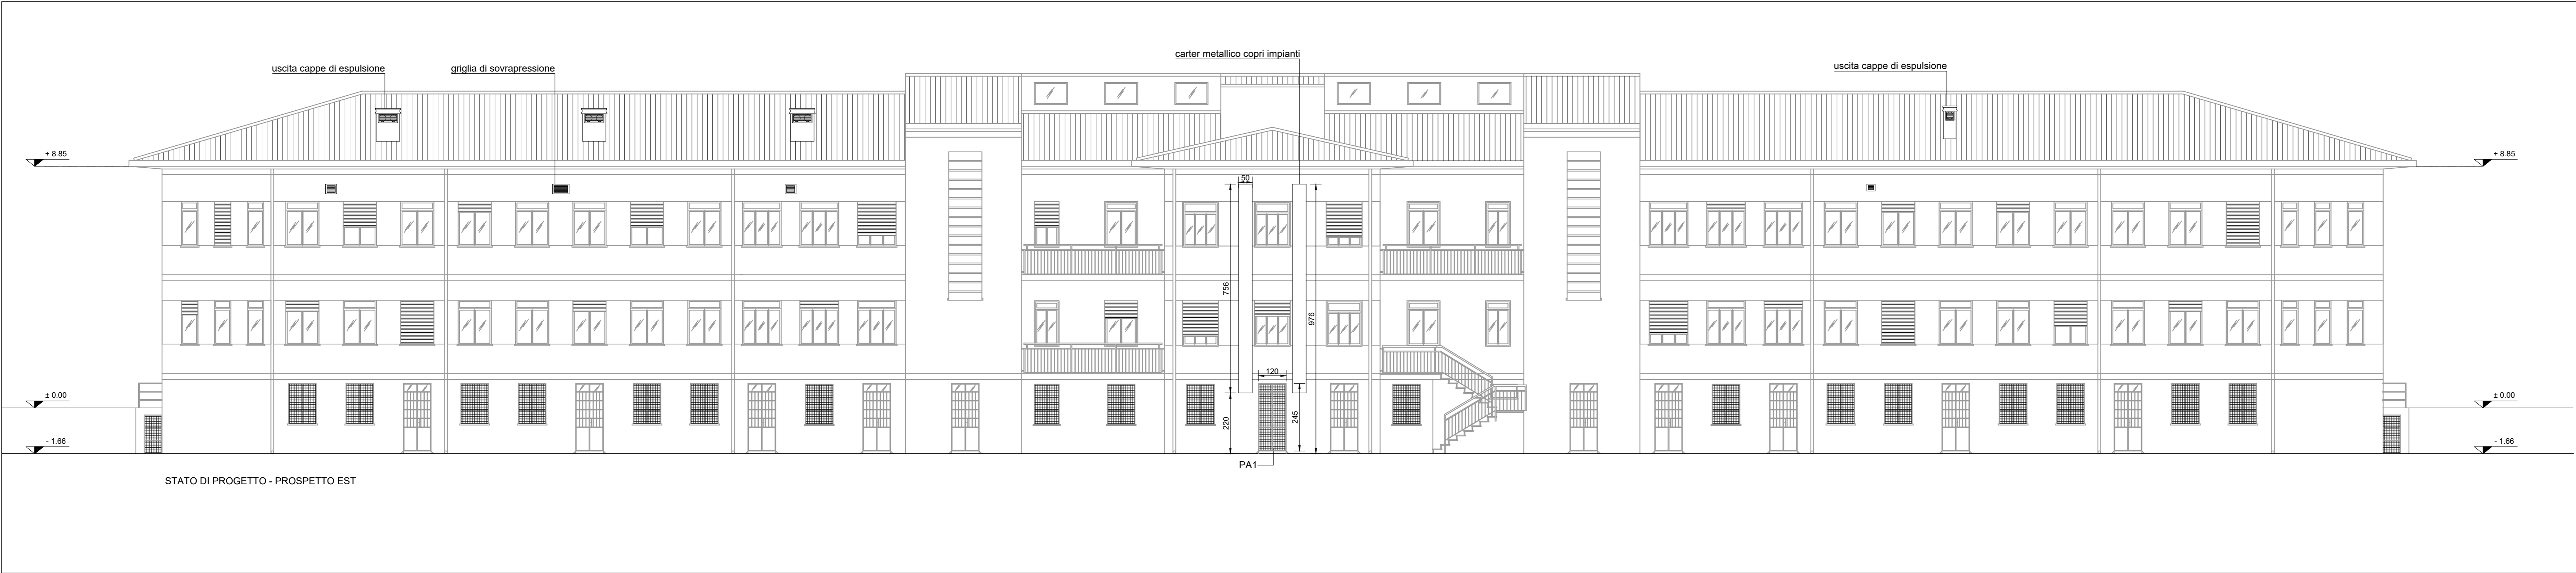 carter metallico copri impianti
uscita cappe di espulsione
griglia di sovrapressione
uscita cappe di espulsione
+ 8.85
+ 8.85
50
756
976
120
± 0.00
± 0.00
220
245
- 1.66
- 1.66
PA1
STATO DI PROGETTO - PROSPETTO EST